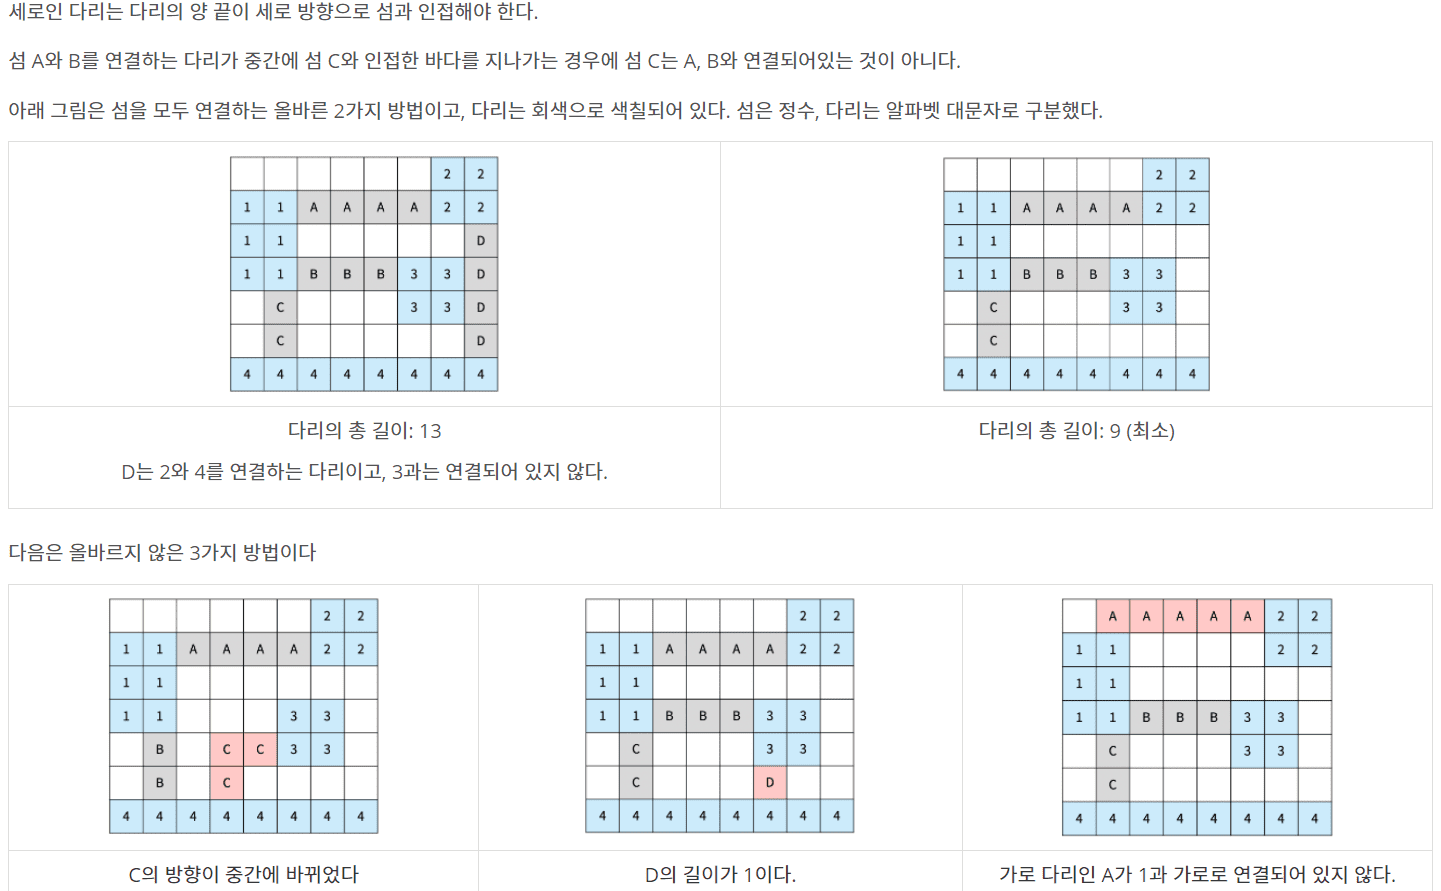 세로인 다리는 다리의 양 끝이 세로 방향으로 섬과 인접해야 한다.
섬 A와 B를 연결하는 다리가 중간에 섬 C와 인접한 바다를 지나가는 경우에 섬 C는 A, B와 연결되어있는 것이 아니다.
아래 그림은 섬을 모두 연결하는 올바른 2가지 방법이고, 다리는 회색으로 색칠되어 있다. 섬은 정수, 다리는 알파벳 대문자로 구분했다.
2 2
1 1 A A A A 2 2
1 1 D
1 1 B B B 3 3 D
C 3 3 D
C D
4 4 4 4 4 4 4 4
2 2
1 1 A A A A 2 2
1 1
1 1 B B B 3 3
C 3 3
C
4 4 4 4 4 4 4 4
다리의 총 길이: 13
D는 2와 4를 연결하는 다리이고, 3과는 연결되어 있지 않다.
다리의 총 길이: 9 (최소)
다음은 올바르지 않은 3가지 방법이다
2 2
1 1 A A A A 2 2
1 1
1 1 3 3
B C C 3 3
B C
4 4 4 4 4 4 4 4
2 2
1 1 A A A A 2 2
1 1
1 1 B B B 3 3
C 3 3
C D
4 4 4 4 4 4 4 4
A A A A A 2 2
1 1 2 2
1 1
1 1 B B B 3 3
C 3 3
C
4 4 4 4 4 4 4 4
C의 방향이 중간에 바뀌었다
D의 길이가 1이다.
가로 다리인 A가 1과 가로로 연결되어 있지 않다.